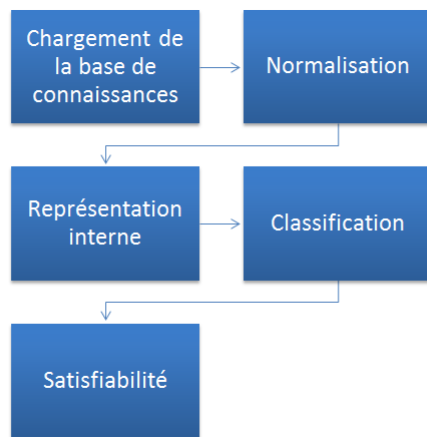 Chargement de
la base de
connaissances
Normalisation
Représentation
interne
Classification
Satisfiabilité